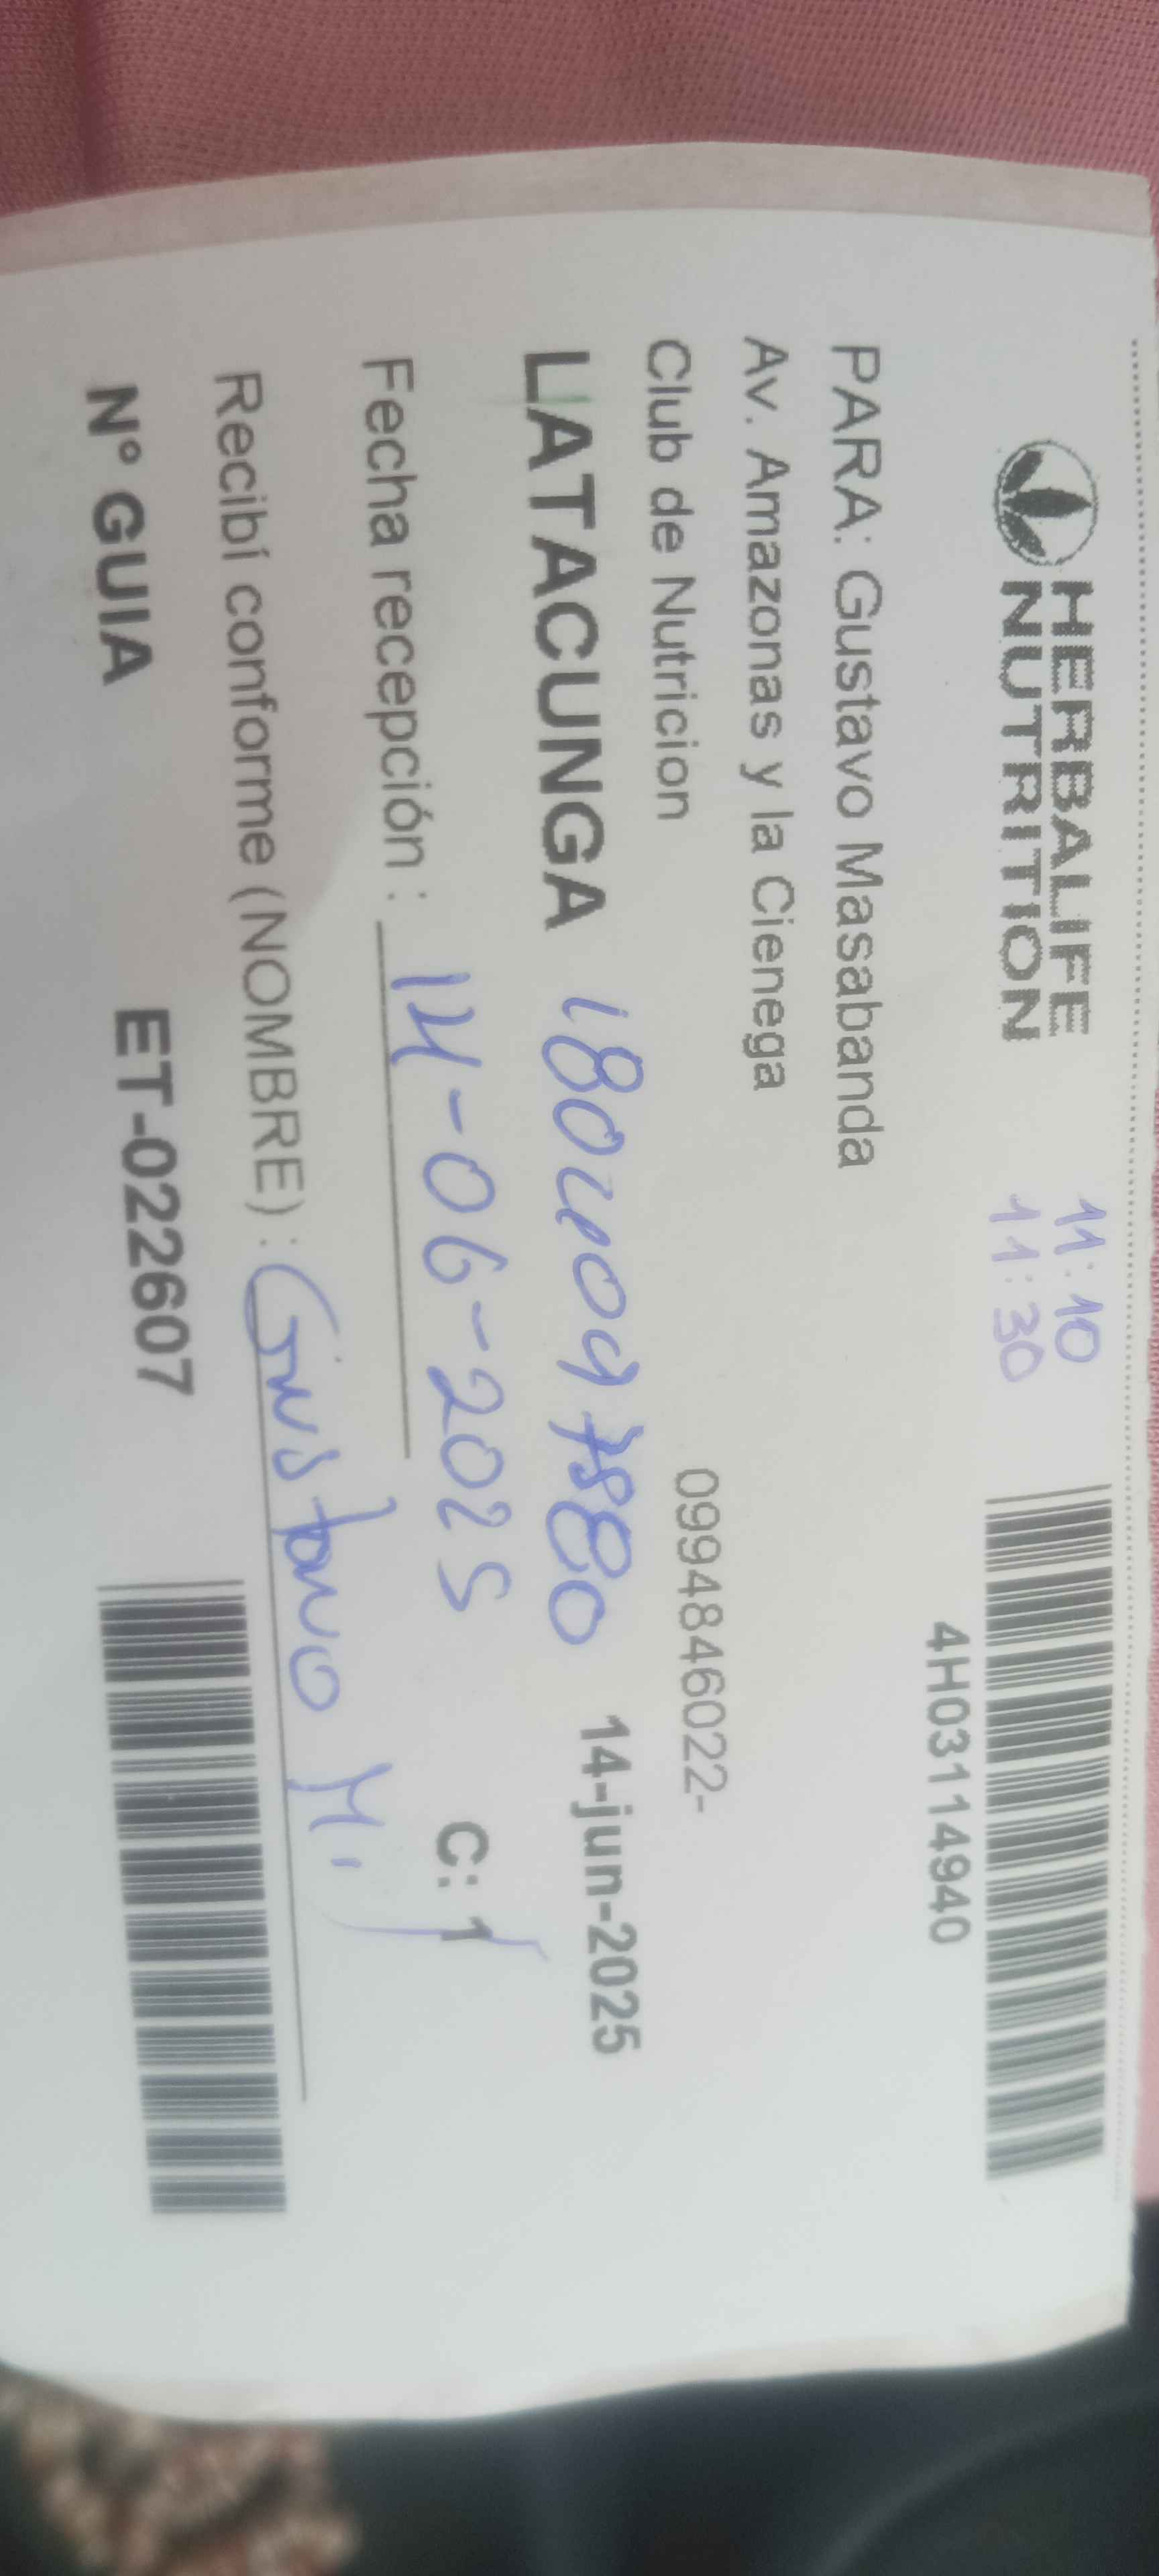 HERBALIFE
NUTRITION
11:10
11:30
4H03114940
PARA: Gustavo Masabanda
Av. Amazonas y la Cienega
Club de Nutricion
0994846022-
LATACUNGA
14-jun-2025
Fecha recepción : 14-06-2025
C: 1
Recibí conforme (NOMBRE) : Gustavo M.
N° GUIA ET-022607